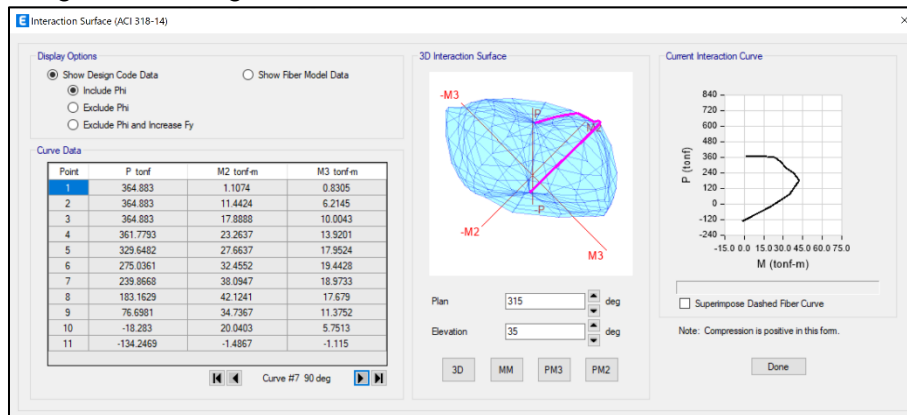 Interaction Surface (ACI 318-14)
Display Options
Show Design Code Data
Show Fiber Model Data
Include Phi
Exclude Phi
Exclude Phi and Increase Fy
Curve Data
Point P tonf M2 tonf-m M3 tonf-m
1 364.883 1.1074 0.8305
2 364.883 11.4424 6.2145
3 364.883 17.8888 10.0043
4 361.7793 23.2637 13.9201
5 329.6482 27.6637 17.9524
6 275.0361 32.4552 19.4428
7 239.8668 38.0947 18.9733
8 183.1629 42.1241 17.679
9 76.6981 34.7367 11.3752
10 -18.283 20.0403 5.7513
11 -134.2469 -1.4867 -1.115
Curve #7 90 deg
3D Interaction Surface
-M3
P
M2
-P
-M2
M3
Plan 315 deg
Elevation 35 deg
3D MM PM3 PM2
Current Interaction Curve
840
720
600
480
360
240
120
0
-120
-240
P (tonf)
-15.0 0.0 15.0 30.0 45.0 60.0 75.0
M (tonf-m)
Superimpose Dashed Fiber Curve
Note: Compression is positive in this form.
Done